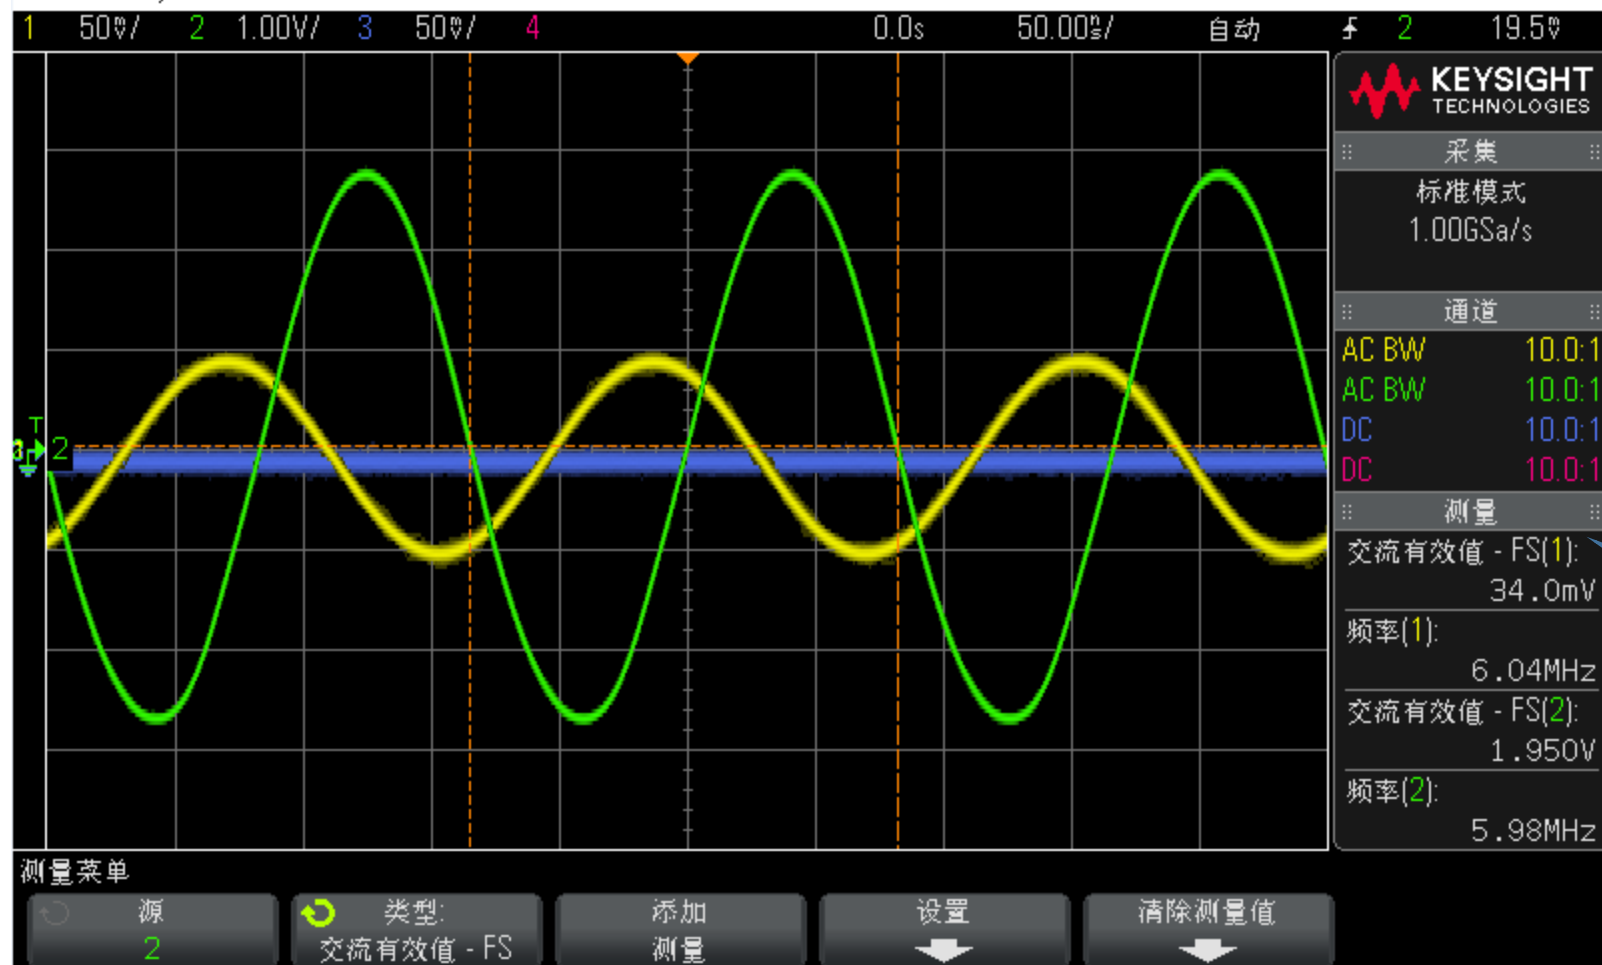 1 50mV/ 2 1.00V/ 3 50mV/ 4 0.0s 50.00ns/ 自动 2 19.5mV
KEYSIGHT
TECHNOLOGIES
采集
标准模式
1.00GSa/s
通道
AC BW 10.0:1
AC BW 10.0:1
DC 10.0:1
DC 10.0:1
测量
交流有效值 - FS(1):
34.0mV
频率(1):
6.04MHz
交流有效值 - FS(2):
1.950V
频率(2):
5.98MHz
T
2
测量菜单
源
2
类型:
交流有效值 - FS
添加
测量
设置
清除测量值